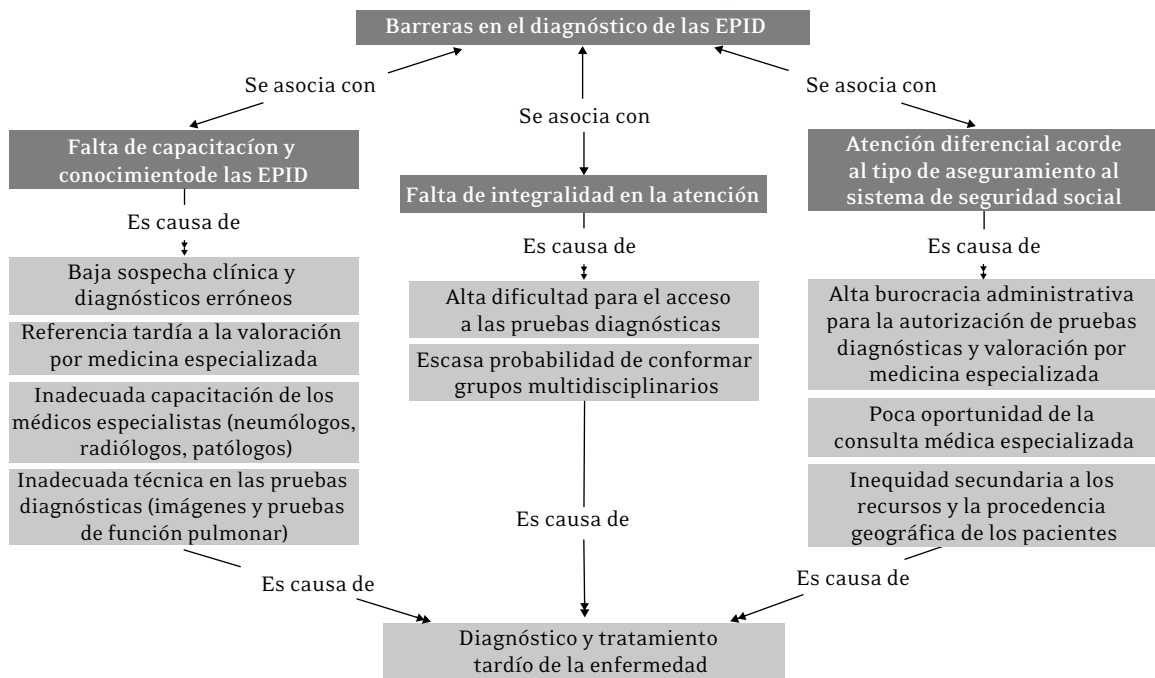 Barreras en el diagnóstico de las EPID
Se asocia con
Se asocia con
Se asocia con
Falta de capacitacíon y
conocimientode las EPID
Falta de integralidad en la atención
Atención diferencial acorde
al tipo de aseguramiento al
sistema de seguridad social
Es causa de
Es causa de
Es causa de
Baja sospecha clínica y
diagnósticos erróneos
Referencia tardía a la valoración
por medicina especializada
Inadecuada capacitación de los
médicos especialistas (neumólogos,
radiólogos, patólogos)
Inadecuada técnica en las pruebas
diagnósticas (imágenes y pruebas
de función pulmonar)
Alta dificultad para el acceso
a las pruebas diagnósticas
Escasa probabilidad de conformar
grupos multidisciplinarios
Alta burocracia administrativa
para la autorización de pruebas
diagnósticas y valoración por
medicina especializada
Poca oportunidad de la
consulta médica especializada
Inequidad secundaria a los
recursos y la procedencia
geográfica de los pacientes
Es causa de
Es causa de
Es causa de
Diagnóstico y tratamiento
tardío de la enfermedad